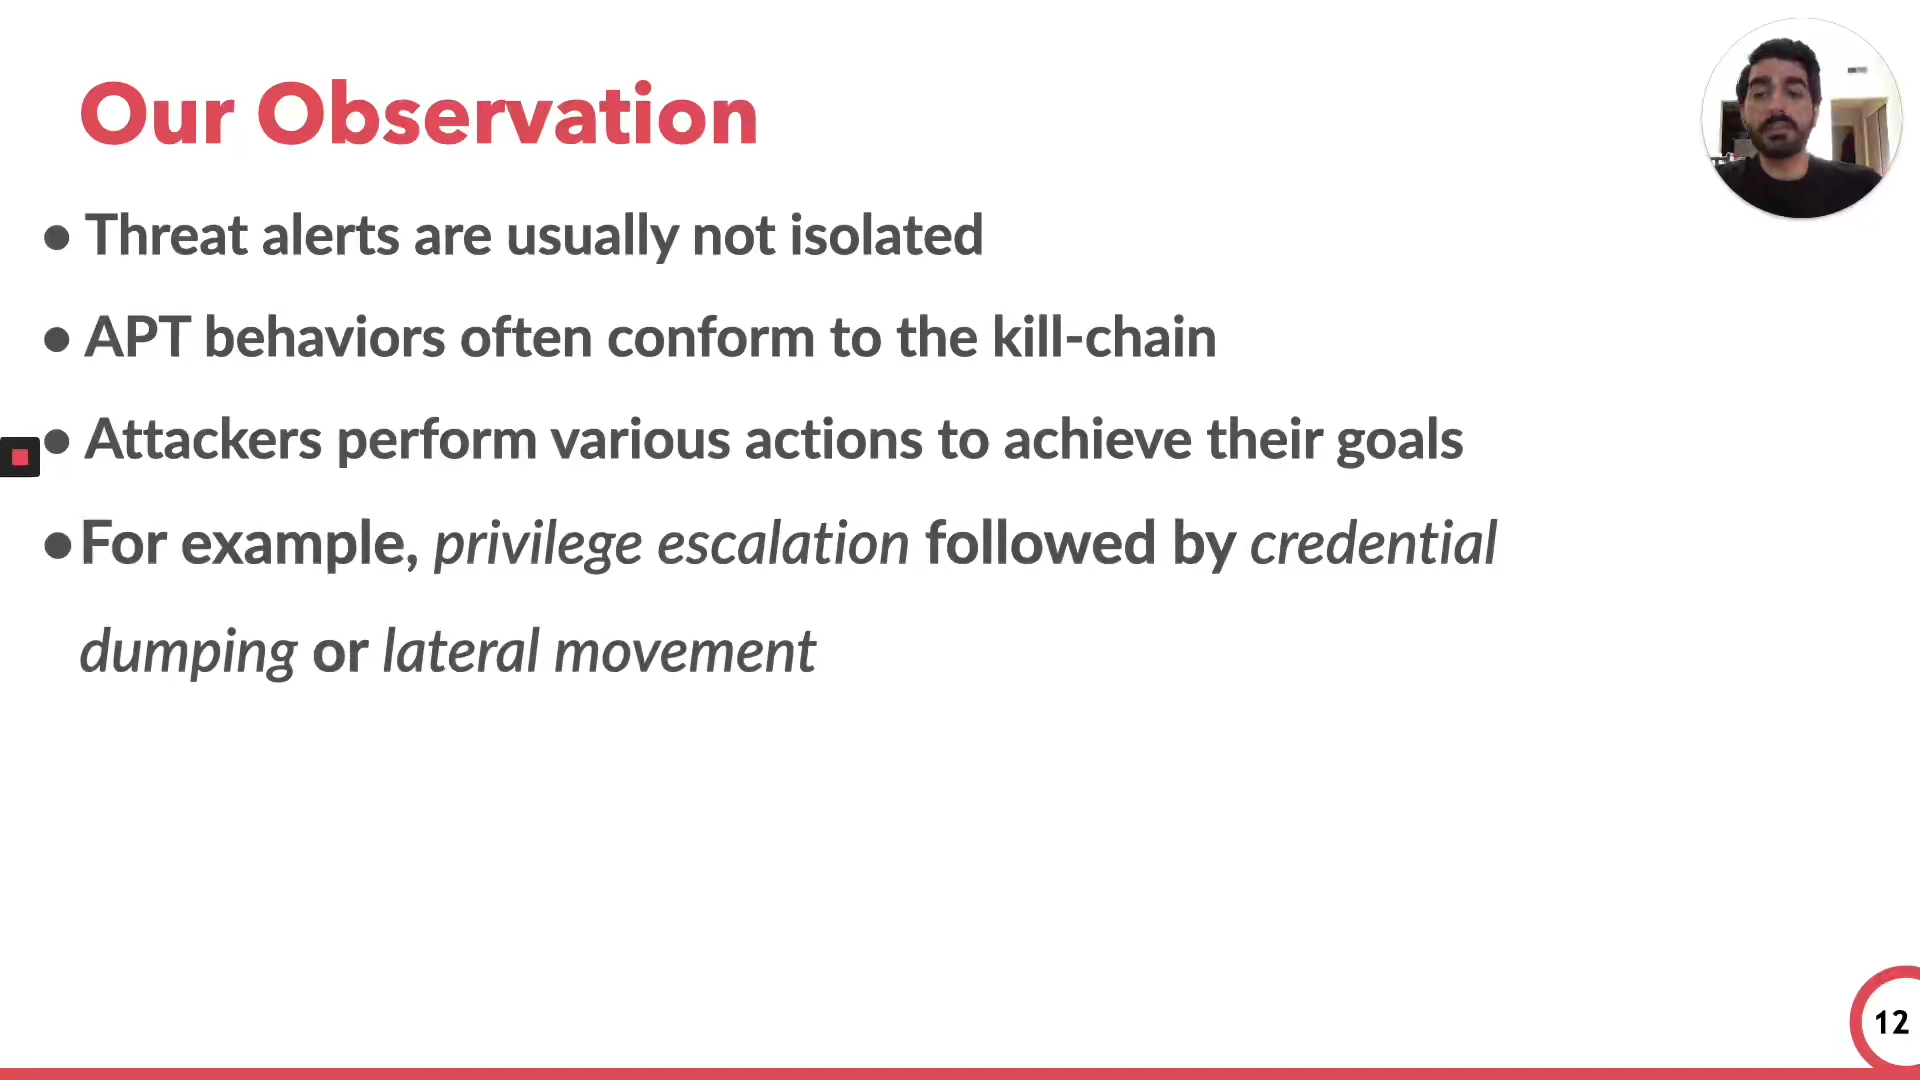 Our Observation
● Threat alerts are usually not isolated
● APT behaviors often conform to the kill-chain
● Attackers perform various actions to achieve their goals
● For example, privilege escalation followed by credential
dumping or lateral movement
12